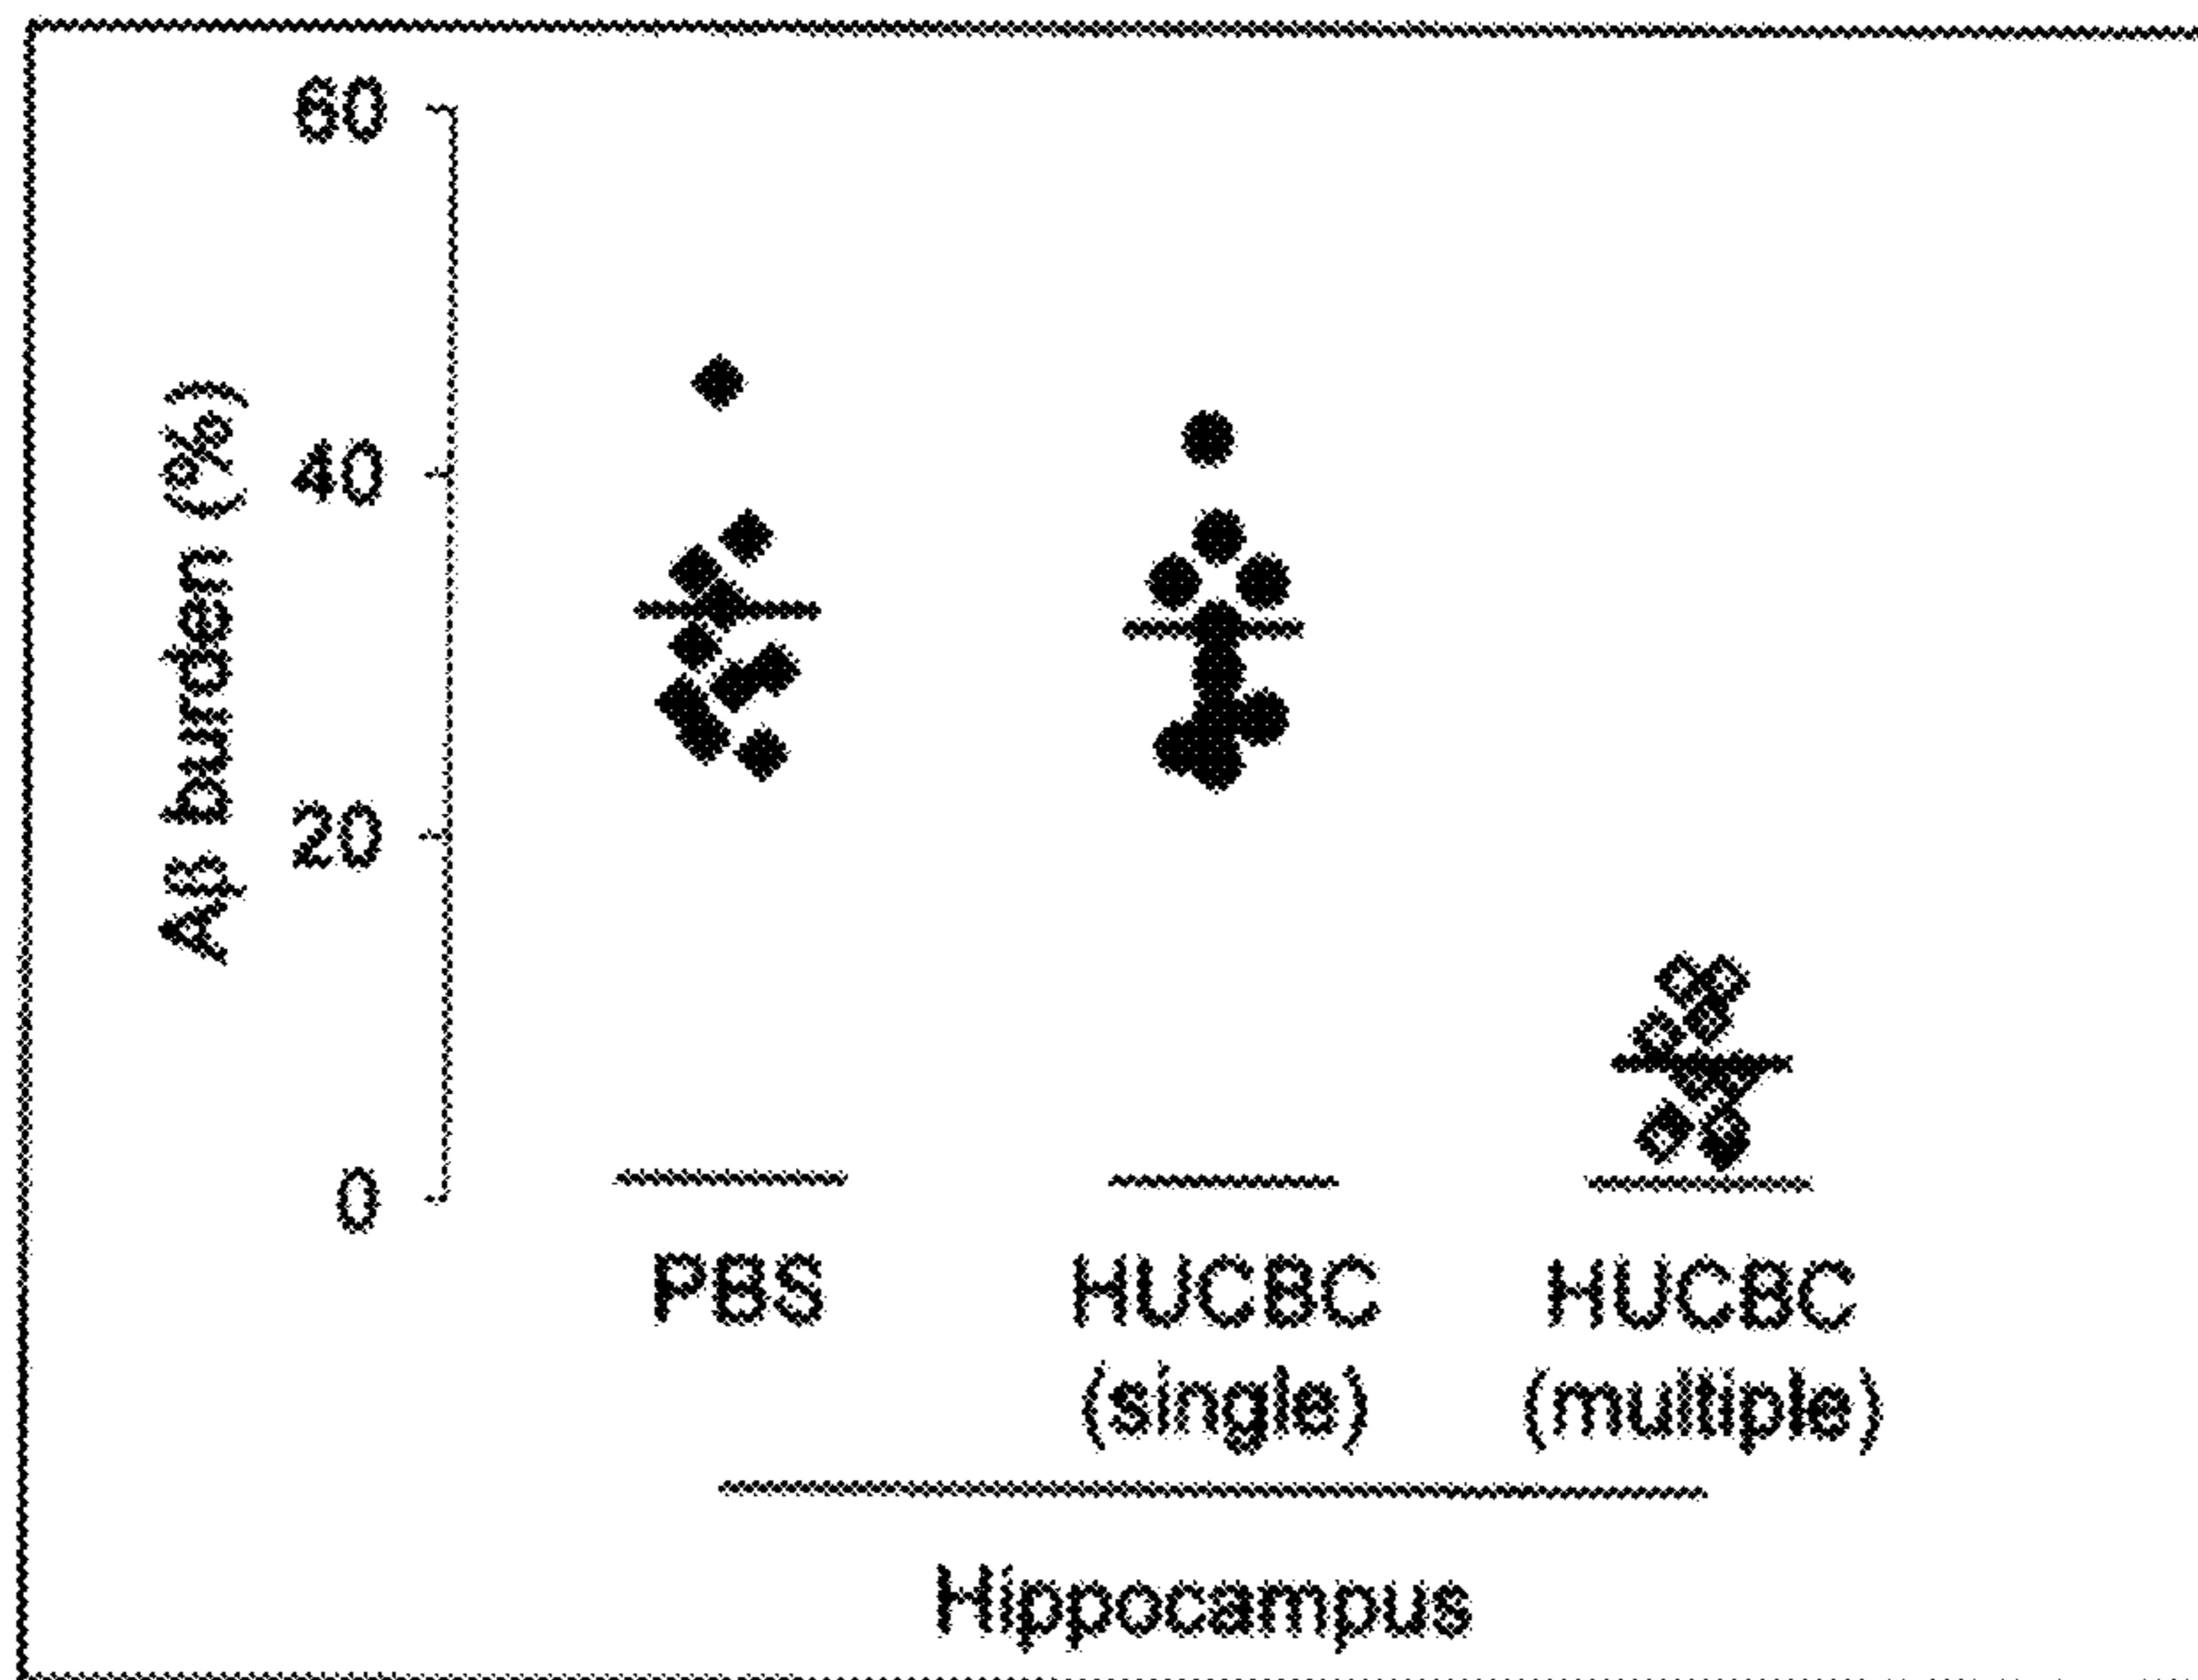 Aβ burden (%)
60
40
20
0
PBS
HUCBC
(single)
HUCBC
(multiple)
Hippocampus